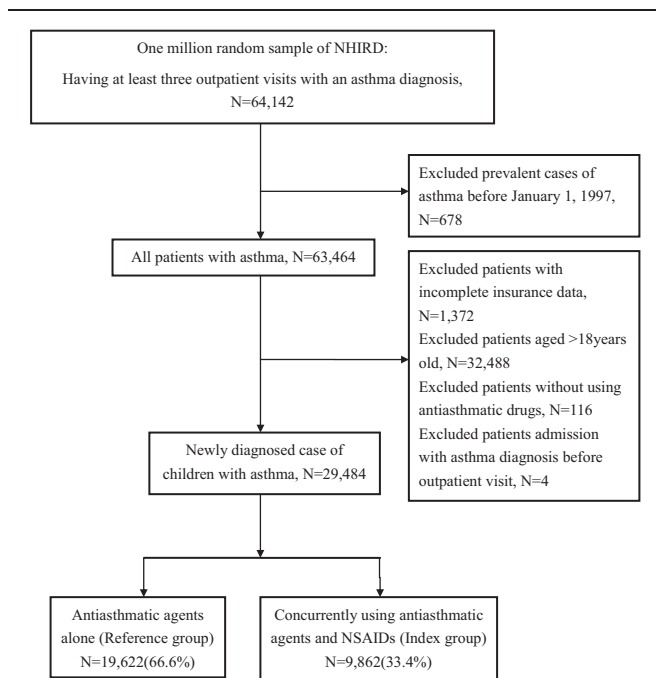 One million random sample of NHIRD:
Having at least three outpatient visits with an asthma diagnosis,
N=64,142
Excluded prevalent cases of
asthma before January 1, 1997,
N=678
All patients with asthma, N=63,464
Excluded patients with
incomplete insurance data,
N=1,372
Excluded patients aged >18years
old, N=32,488
Excluded patients without using
antiasthmatic drugs, N=116
Excluded patients admission
with asthma diagnosis before
outpatient visit, N=4
Newly diagnosed case of
children with asthma, N=29,484
Antiasthmatic agents
alone (Reference group)
N=19,622(66.6%)
Concurrently using antiasthmatic
agents and NSAIDs (Index group)
N=9,862(33.4%)